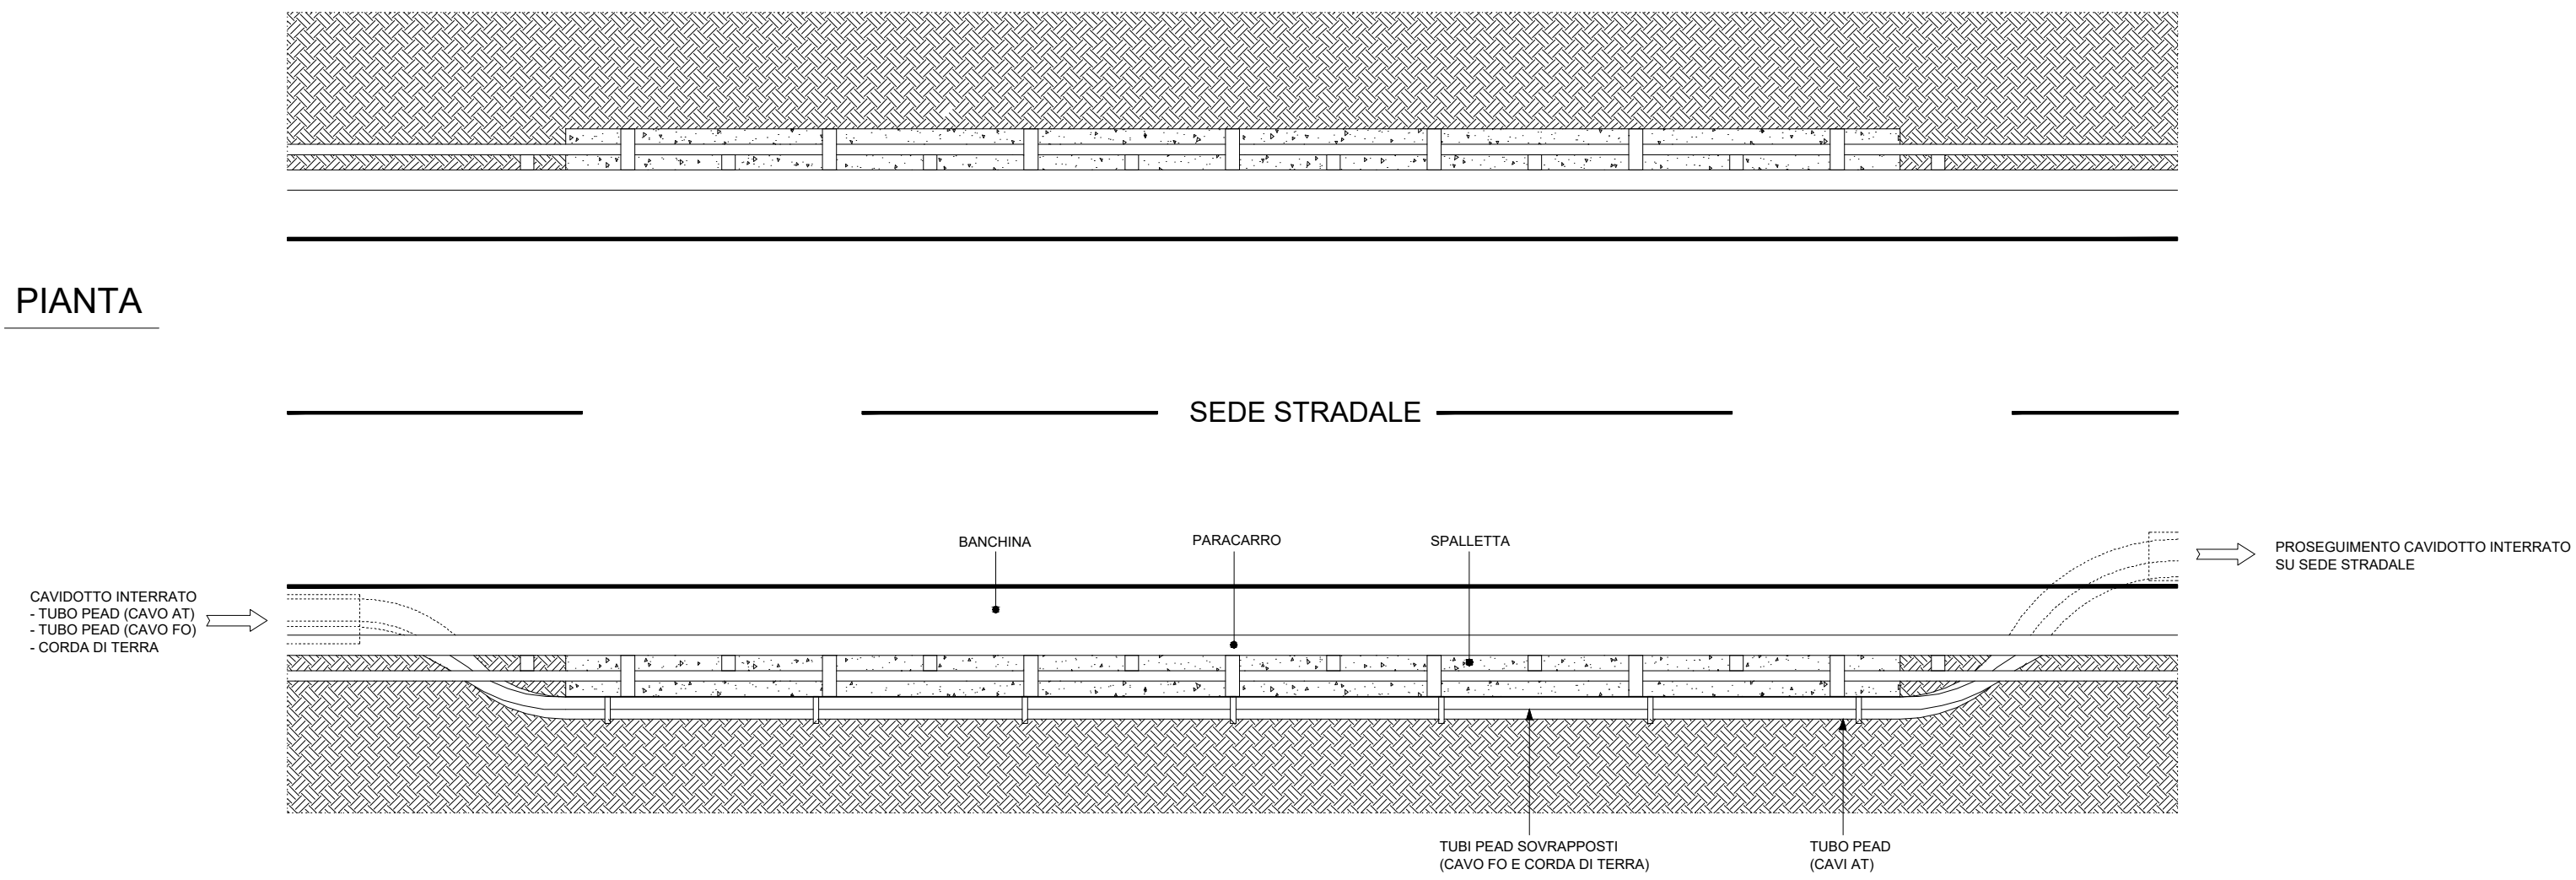 PIANTA
SEDE STRADALE
BANCHINA
PARACARRO
SPALLETTA
PROSEGUIMENTO CAVIDOTTO INTERRATO
SU SEDE STRADALE
CAVIDOTTO INTERRATO
- TUBO PEAD (CAVO AT)
- TUBO PEAD (CAVO FO)
- CORDA DI TERRA
TUBI PEAD SOVRAPPOSTI
(CAVO FO E CORDA DI TERRA)
TUBO PEAD
(CAVI AT)